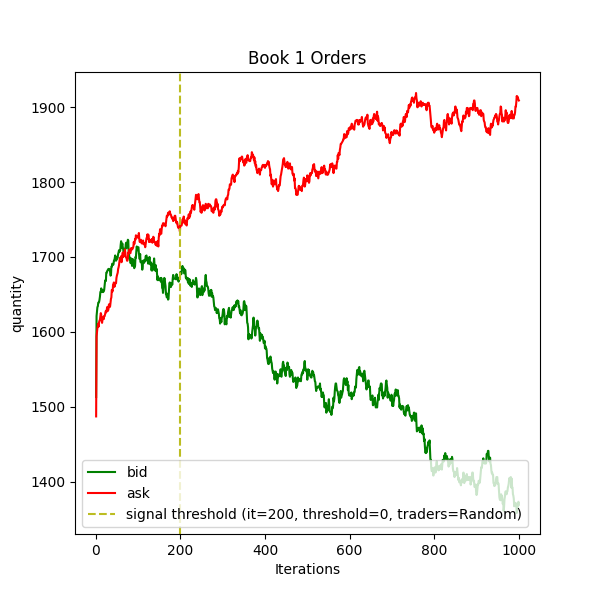 Book 1 Orders
quantity
1900
1800
1700
1600
1500
1400
bid
ask
signal threshold (it=200, threshold=0, traders=Random)
0 200 400 600 800 1000
Iterations